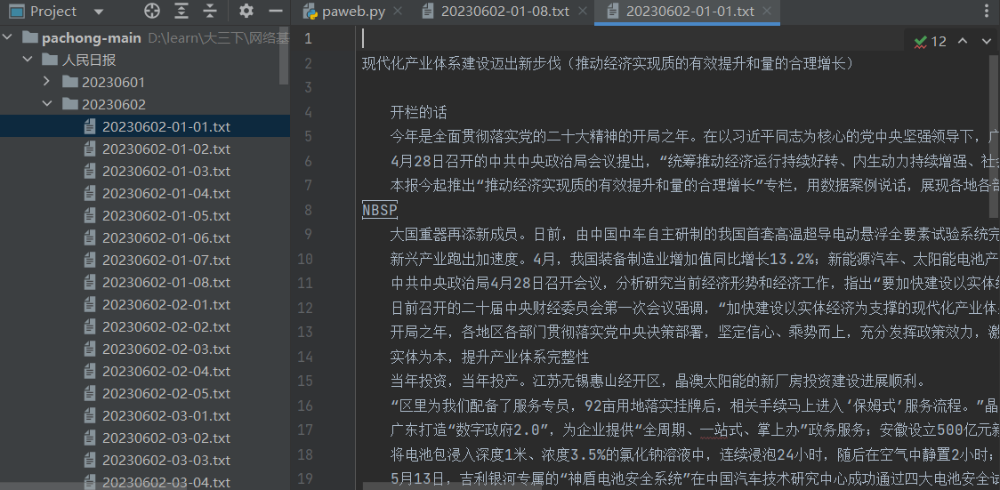 Project
paweb.py
20230602-01-08.txt
20230602-01-01.txt
pachong-main D:\learn\大三下\网络基
人民日报
20230601
20230602
20230602-01-01.txt
20230602-01-02.txt
20230602-01-03.txt
20230602-01-04.txt
20230602-01-05.txt
20230602-01-06.txt
20230602-01-07.txt
20230602-01-08.txt
20230602-02-01.txt
20230602-02-02.txt
20230602-02-03.txt
20230602-02-04.txt
20230602-02-05.txt
20230602-03-01.txt
20230602-03-02.txt
20230602-03-03.txt
20230602-03-04.txt
12
1
2 现代化产业体系建设迈出新步伐（推动经济实现质的有效提升和量的合理增长）
3
4 开栏的话
5 今年是全面贯彻落实党的二十大精神的开局之年。在以习近平同志为核心的党中央坚强领导下，广
6 4月28日召开的中共中央政治局会议提出，“统筹推动经济运行持续好转、内生动力持续增强、社会
7 本报今起推出“推动经济实现质的有效提升和量的合理增长”专栏，用数据案例说话，展现各地各部
8 NBSP
9 大国重器再添新成员。日前，由中国中车自主研制的我国首套高温超导电动悬浮全要素试验系统完
10 新兴产业跑出加速度。4月，我国装备制造业增加值同比增长13.2%；新能源汽车、太阳能电池产
11 中共中央政治局4月28日召开会议，分析研究当前经济形势和经济工作，指出“要加快建设以实体经
12 日前召开的二十届中央财经委员会第一次会议强调，“加快建设以实体经济为支撑的现代化产业体系
13 开局之年，各地区各部门贯彻落实党中央决策部署，坚定信心、乘势而上，充分发挥政策效力，激
14 实体为本，提升产业体系完整性
15 当年投资，当年投产。江苏无锡惠山经开区，晶澳太阳能的新厂房投资建设进展顺利。
16 “区里为我们配备了服务专员，92亩用地落实挂牌后，相关手续马上进入‘保姆式’服务流程。”晶
17 广东打造“数字政府2.0”，为企业提供“全周期、一站式、掌上办”政务服务；安徽设立500亿元新
18 将电池包浸入深度1米、浓度3.5%的氯化钠溶液中，连续浸泡24小时，随后在空气中静置2小时；
19 5月13日，吉利银河专属的“神盾电池安全系统”在中国汽车技术研究中心成功通过四大电池安全试